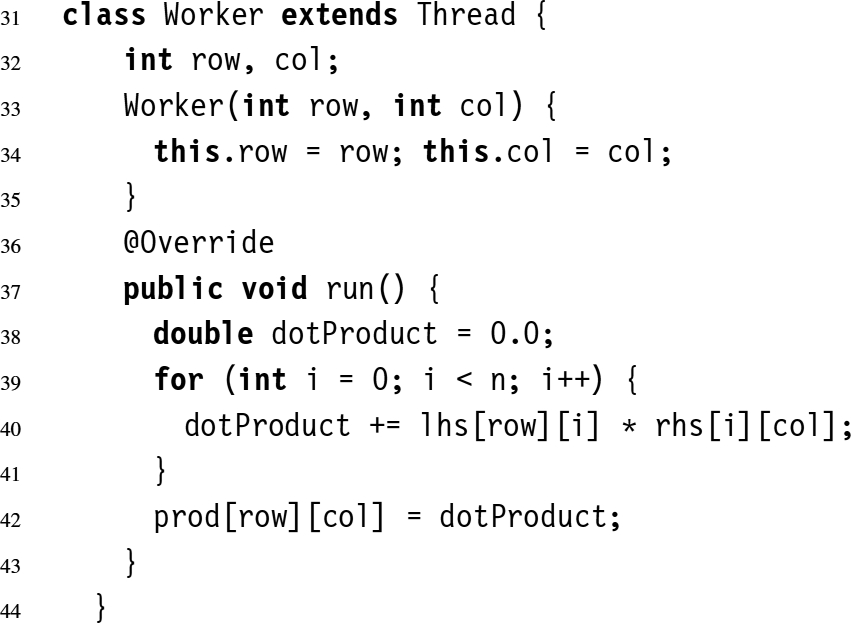 31 class Worker extends Thread {
32 int row, col;
33 Worker(int row, int col) {
34 this.row = row; this.col = col;
35 }
36 @Override
37 public void run() {
38 double dotProduct = 0.0;
39 for (int i = 0; i < n; i++) {
40 dotProduct += lhs[row][i] * rhs[i][col];
41 }
42 prod[row][col] = dotProduct;
43 }
44 }